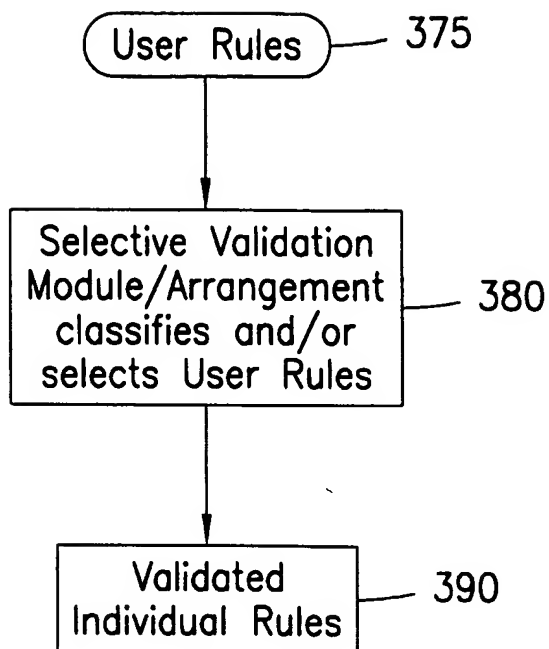 User Rules
375
Selective Validation
Module/Arrangement
classifies and/or
selects User Rules
380
Validated
Individual Rules
390